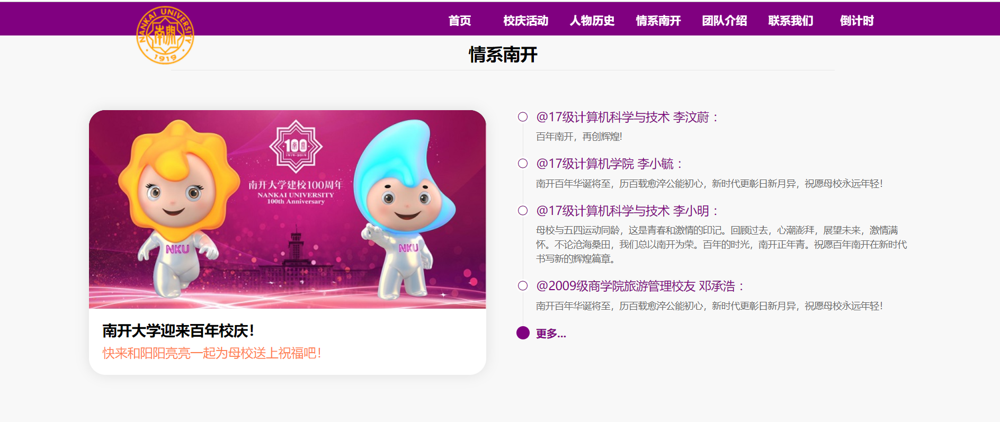 NANKAI UNIVERSITY
南開
1919
首页 校庆活动 人物历史 情系南开 团队介绍 联系我们 倒计时
情系南开
100
1919-2019
南开大学建校100周年
NANKAI UNIVERSITY
100th Anniversary
NKU
NKU
南开大学迎来百年校庆！
快来和阳阳亮亮一起为母校送上祝福吧！
@17级计算机科学与技术 李汶蔚：
百年南开，再创辉煌!
@17级计算机学院 李小毓：
南开百年华诞将至，历百载愈淬公能初心，新时代更彰日新月异，祝愿母校永远年轻！
@17级计算机科学与技术 李小明：
母校与五四运动同龄，这是青春和激情的印记。回顾过去，心潮澎拜，展望未来，激情满
怀。不论沧海桑田，我们总以南开为荣。百年的时光，南开正年青。祝愿百年南开在新时代
书写新的辉煌篇章。
@2009级商学院旅游管理校友 邓承浩：
南开百年华诞将至，历百载愈淬公能初心，新时代更彰日新月异，祝愿母校永远年轻！
更多...